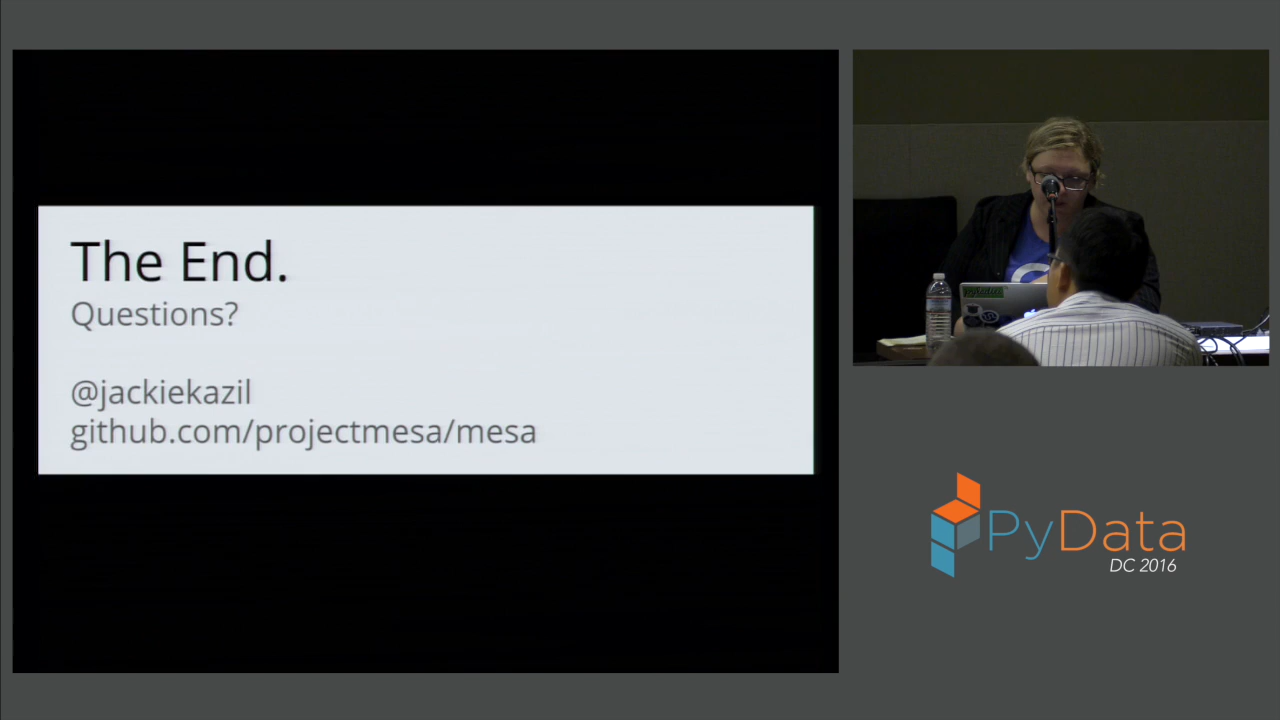 The End.
Questions?
@jackiekazil
github.com/projectmesa/mesa
PyData
DC 2016